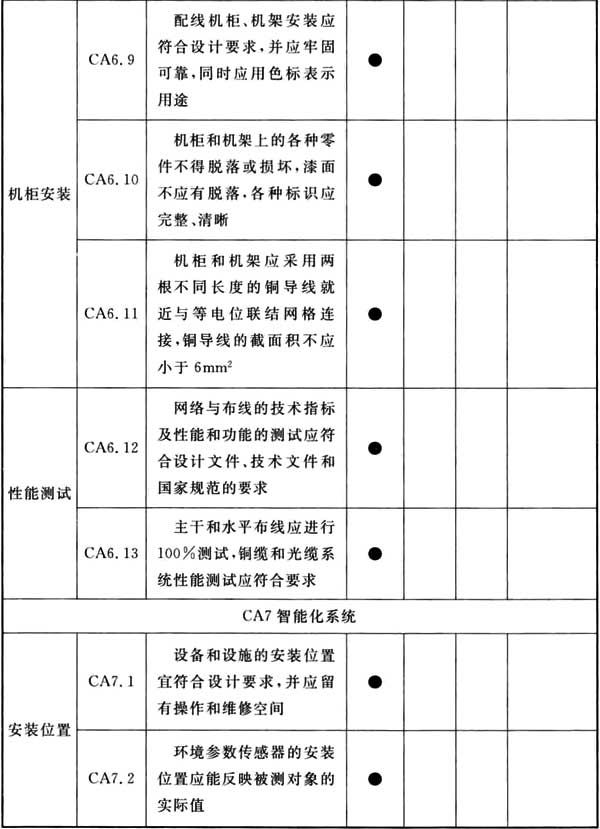 机柜安装
CA6.9
配线机柜、机架安装应
符合设计要求,并应牢固
可靠,同时应用色标表示
用途
●
CA6.10
机柜和机架上的各种零
件不得脱落或损坏,漆面
不应有脱落,各种标识应
完整、清晰
●
CA6.11
机柜和机架应采用两
根不同长度的铜导线就
近与等电位联结网格连
接,铜导线的截面积不应
小于6mm²
●
性能测试
CA6.12
网络与布线的技术指标
及性能和功能的测试应符
合设计文件、技术文件和
国家规范的要求
●
CA6.13
主干和水平布线应进行
100%测试,铜缆和光缆系
统性能测试应符合要求
●
CA7智能化系统
安装位置
CA7.1
设备和设施的安装位置
宜符合设计要求,并应留
有操作和维修空间
●
CA7.2
环境参数传感器的安装
位置应能反映被测对象的
实际值
●